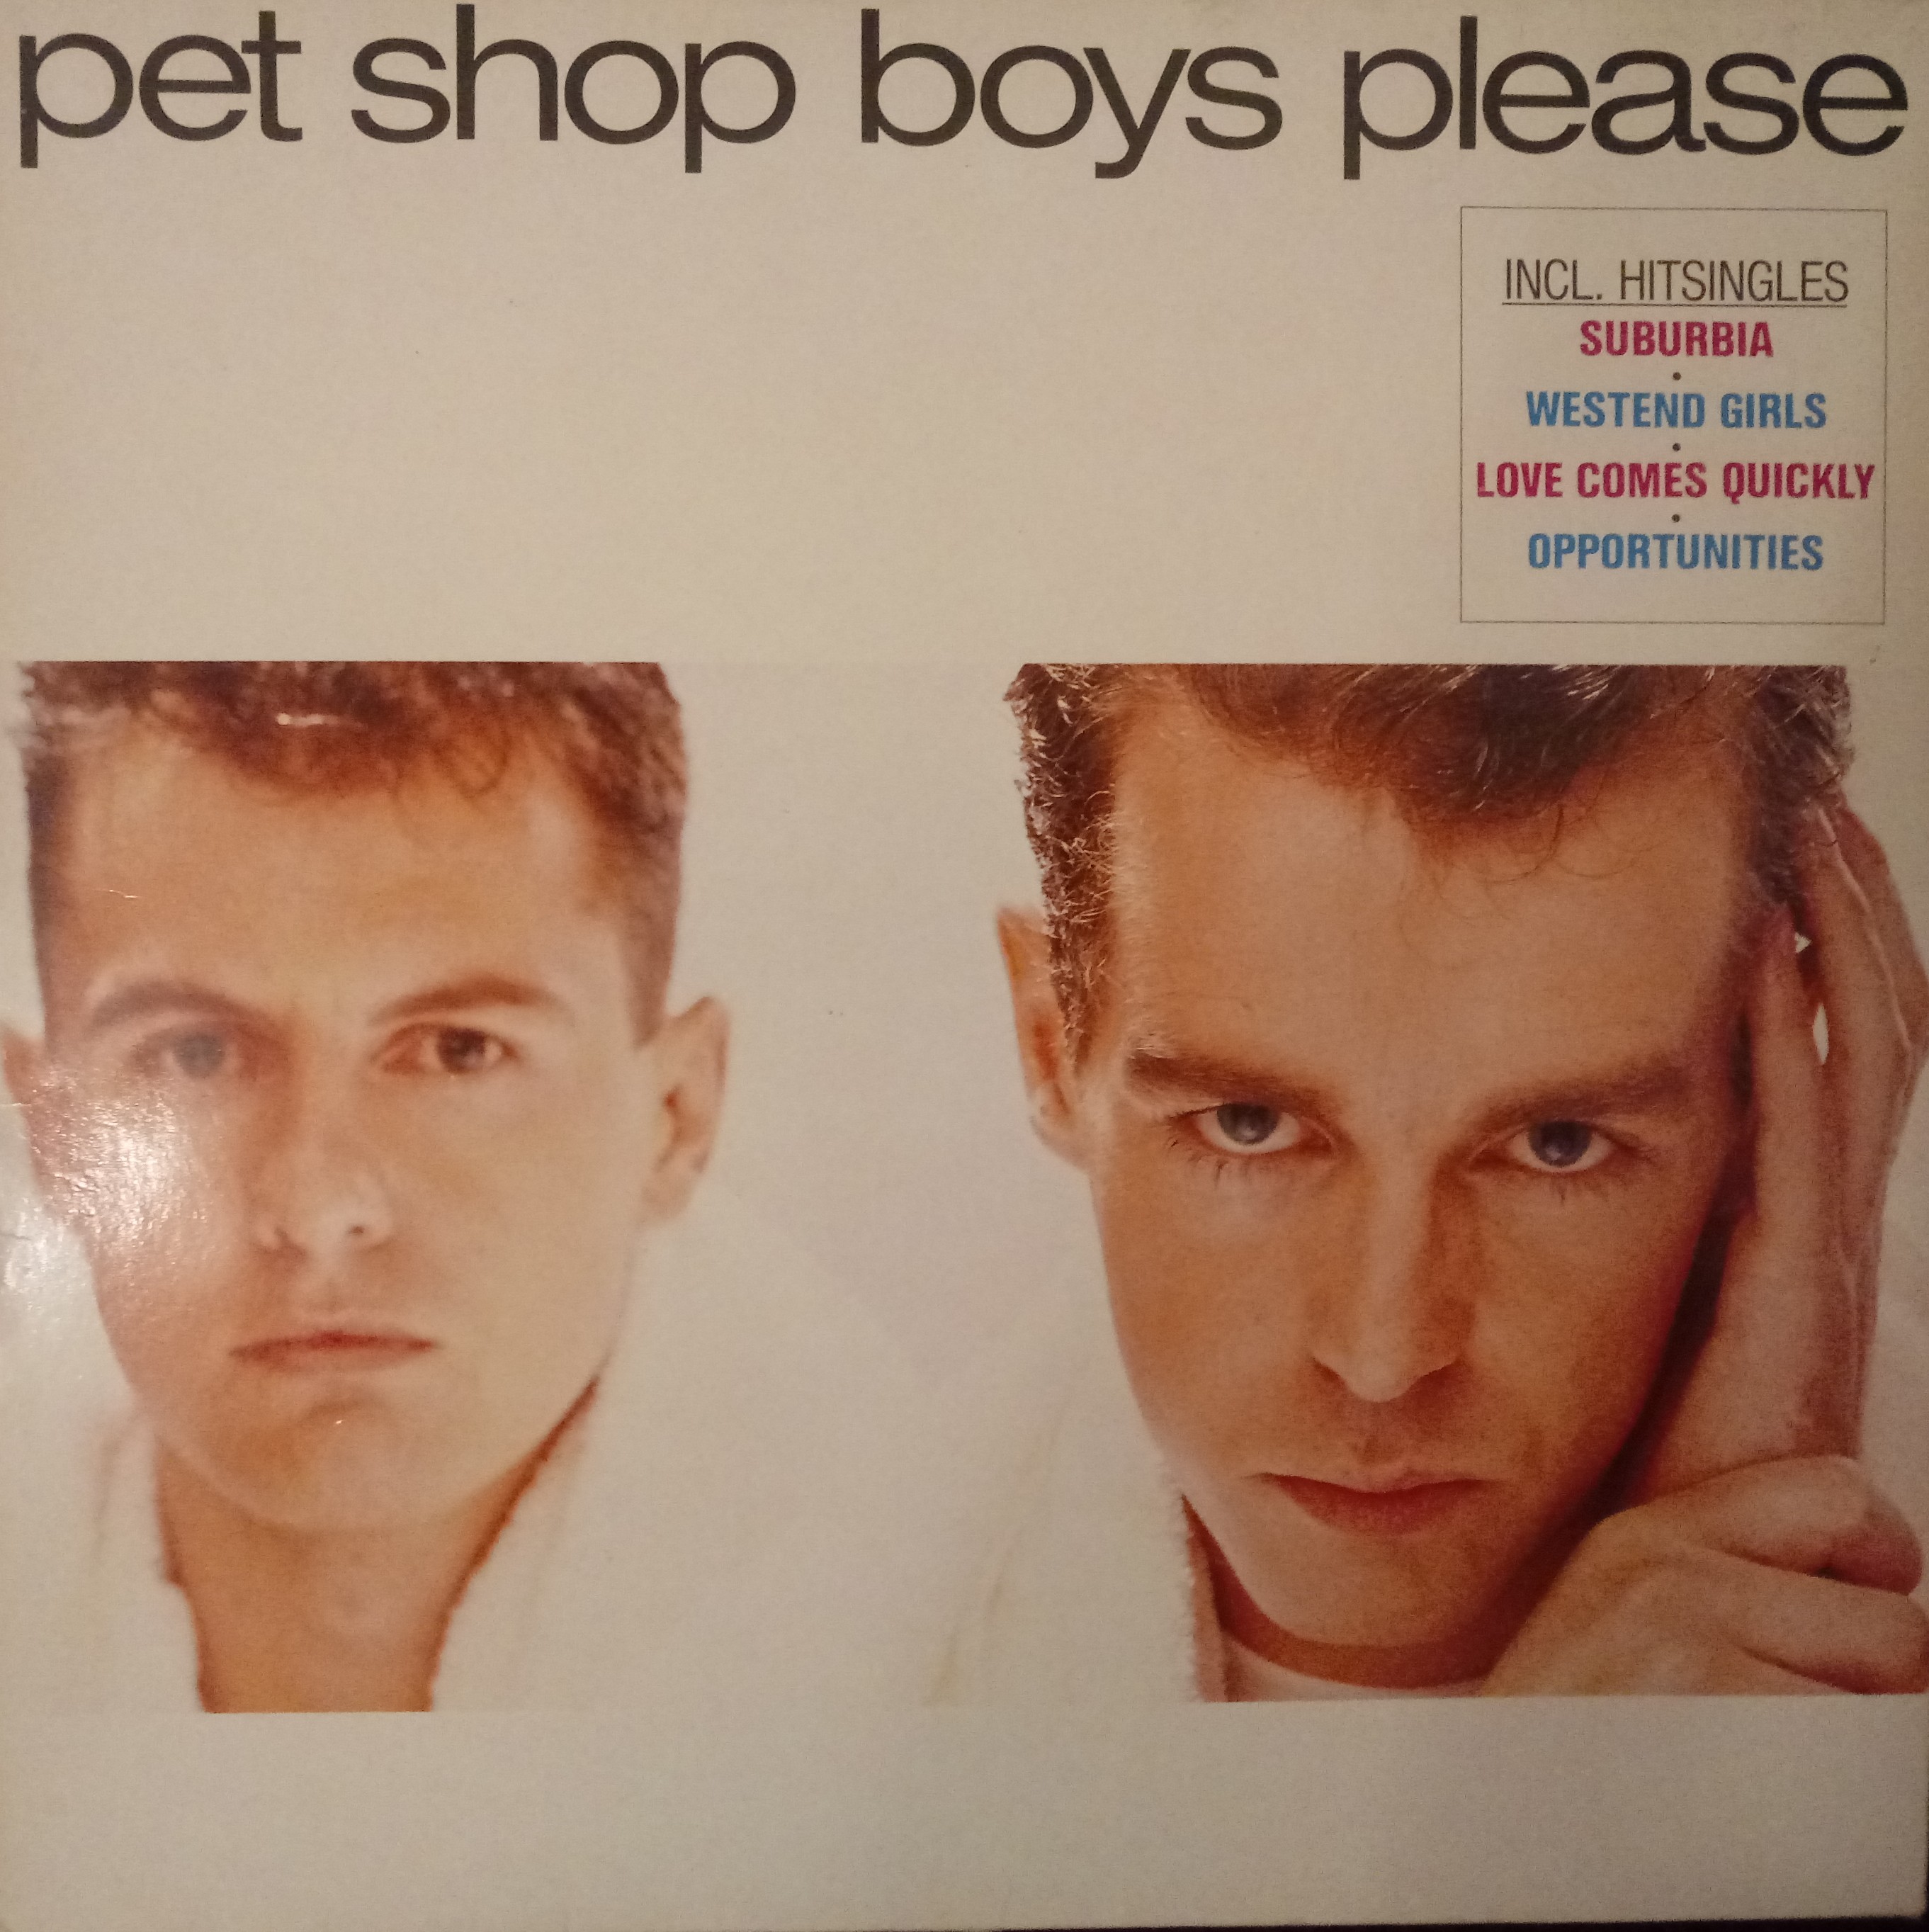 pet shop boys please
INCL. HITSINGLES
SUBURBIA
•
WESTEND GIRLS
•
LOVE COMES QUICKLY
•
OPPORTUNITIES